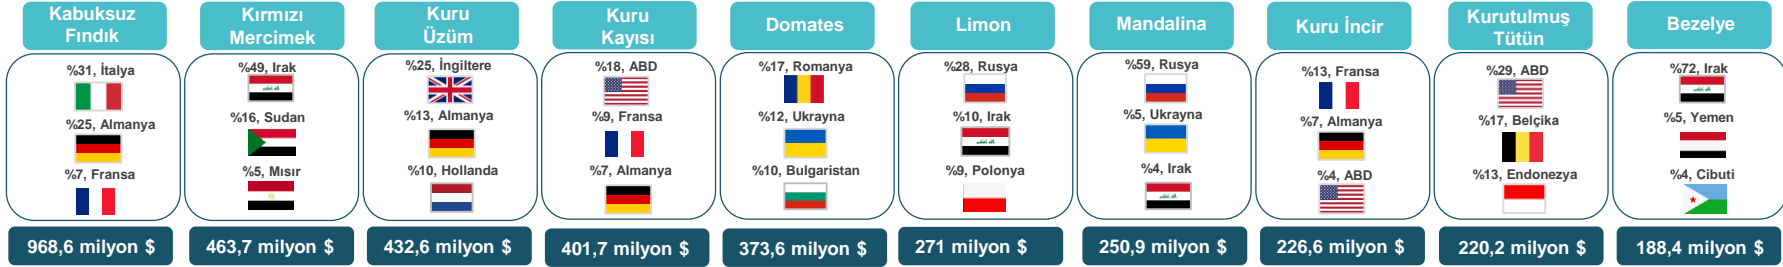 Kabuksuz
Fındık
%31, İtalya
%25, Almanya
%7, Fransa
968,6 milyon $
Kırmızı
Mercimek
%49, Irak
%16, Sudan
%5, Mısır
463,7 milyon $
Kuru
Üzüm
%25, İngiltere
%13, Almanya
%10, Hollanda
432,6 milyon $
Kuru
Kayısı
%18, ABD
%9, Fransa
%7, Almanya
401,7 milyon $
Domates
%17, Romanya
%12, Ukrayna
%10, Bulgaristan
373,6 milyon $
Limon
%28, Rusya
%10, Irak
%9, Polonya
271 milyon $
Mandalina
%59, Rusya
%5, Ukrayna
%4, Irak
250,9 milyon $
Kuru İncir
%13, Fransa
%7, Almanya
%4, ABD
226,6 milyon $
Kurutulmuş
Tütün
%29, ABD
%17, Belçika
%13, Endonezya
220,2 milyon $
Bezelye
%72, Irak
%5, Yemen
%4, Cibuti
188,4 milyon $